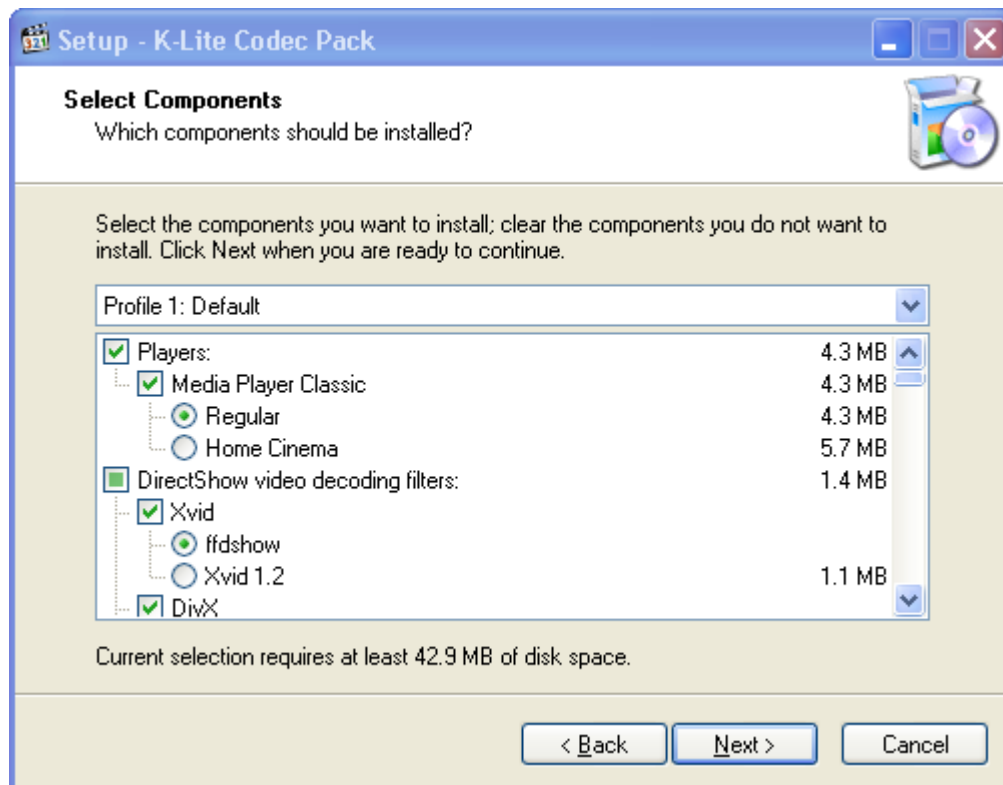 Setup - K-Lite Codec Pack
Select Components
Which components should be installed?
Select the components you want to install; clear the components you do not want to
install. Click Next when you are ready to continue.
Profile 1: Default
Players: 4.3 MB
Media Player Classic 4.3 MB
Regular 4.3 MB
Home Cinema 5.7 MB
DirectShow video decoding filters: 1.4 MB
Xvid
ffdshow
Xvid 1.2 1.1 MB
DivX
Current selection requires at least 42.9 MB of disk space.
< Back Next > Cancel